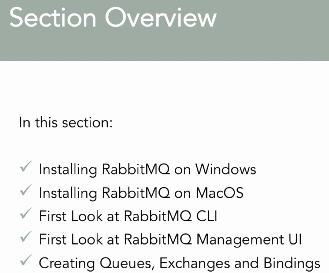 Section Overview
In this section:
✓ Installing RabbitMQ on Windows
✓ Installing RabbitMQ on MacOS
✓ First Look at RabbitMQ CLI
✓ First Look at RabbitMQ Management UI
✓ Creating Queues, Exchanges and Bindings